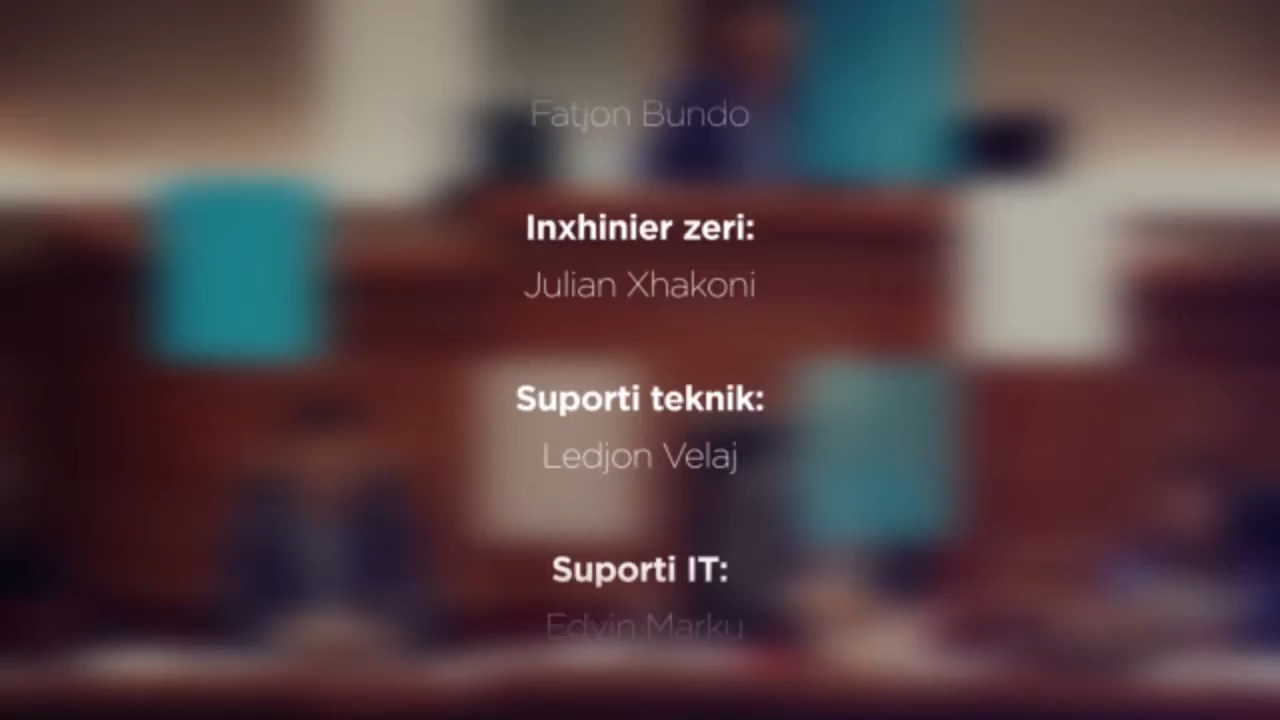 Fatjon Bundo
Inxhinier zeri:
Julian Xhakoni
Suporti teknik:
Ledjon Velaj
Suporti IT:
Edvin Marku